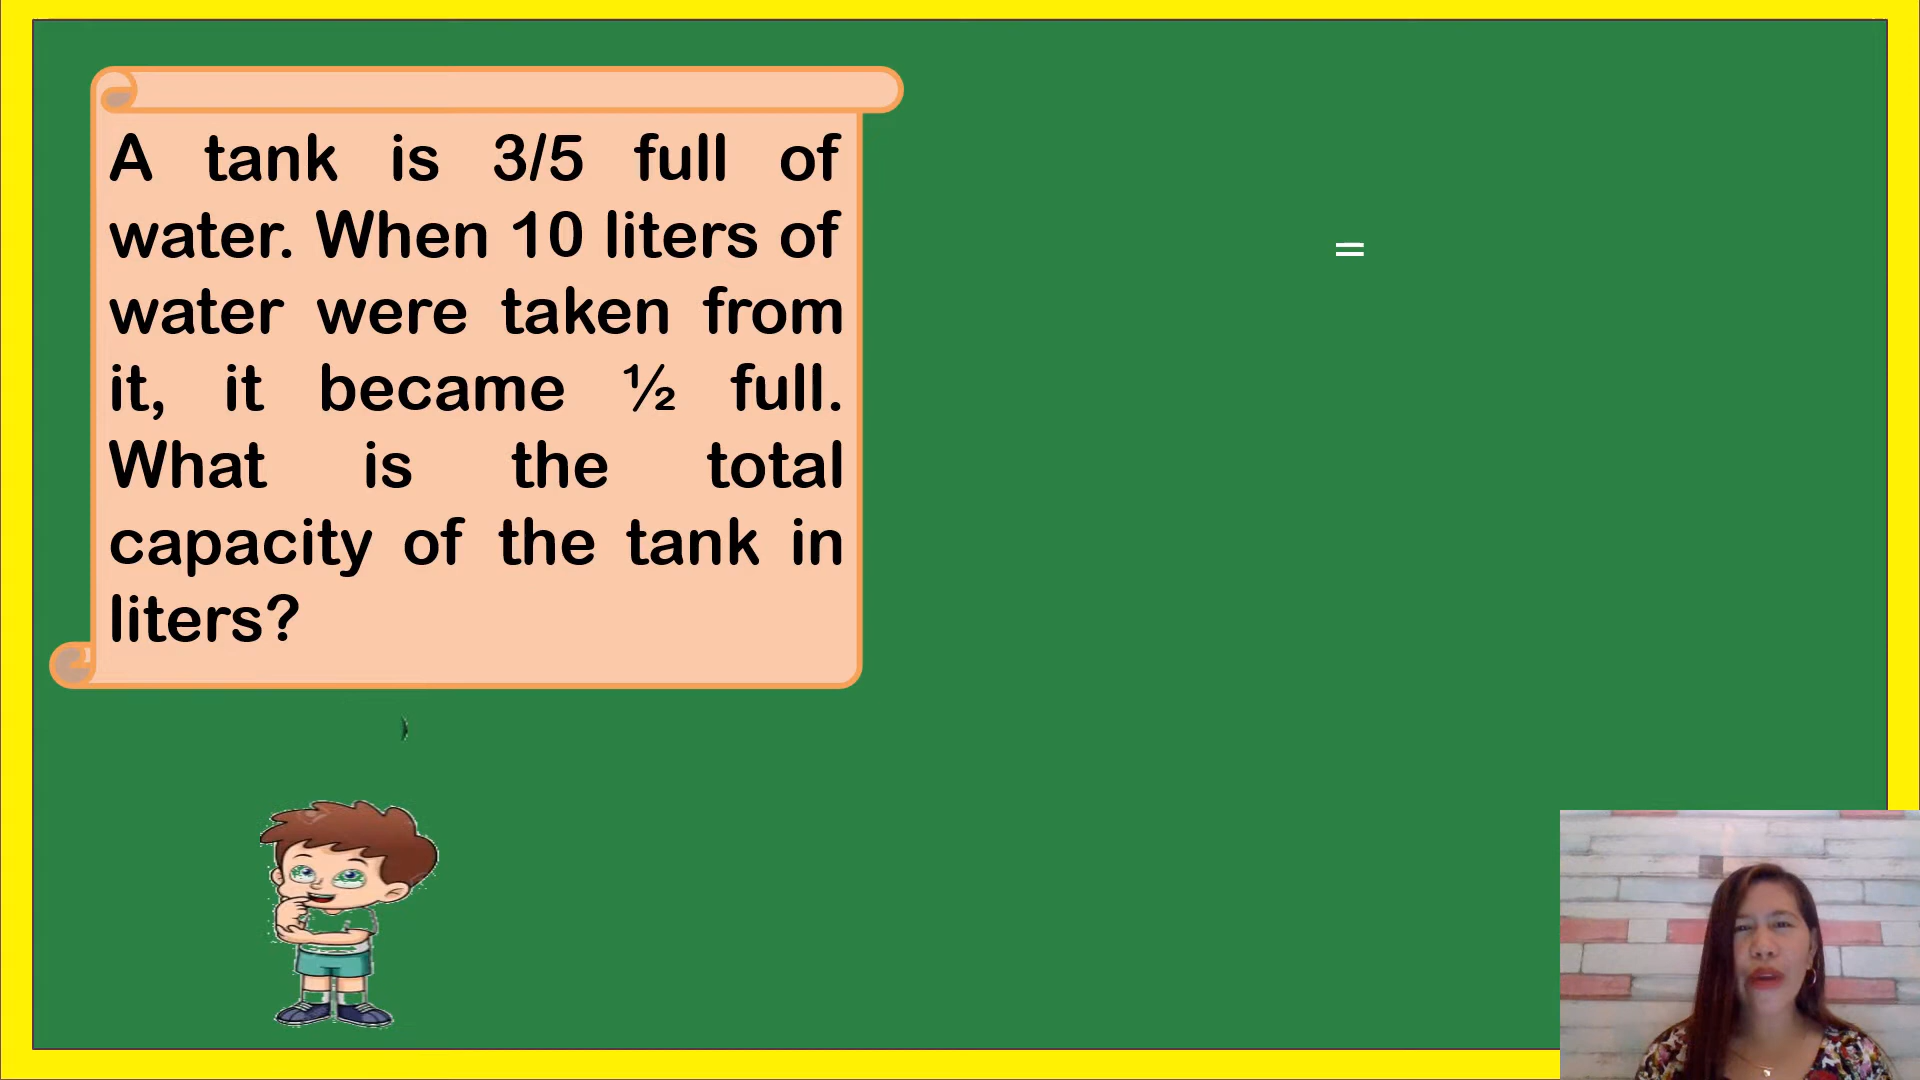 A tank is 3/5 full of
water. When 10 liters of
water were taken from
it, it became ½ full.
What is the total
capacity of the tank in
liters?
=